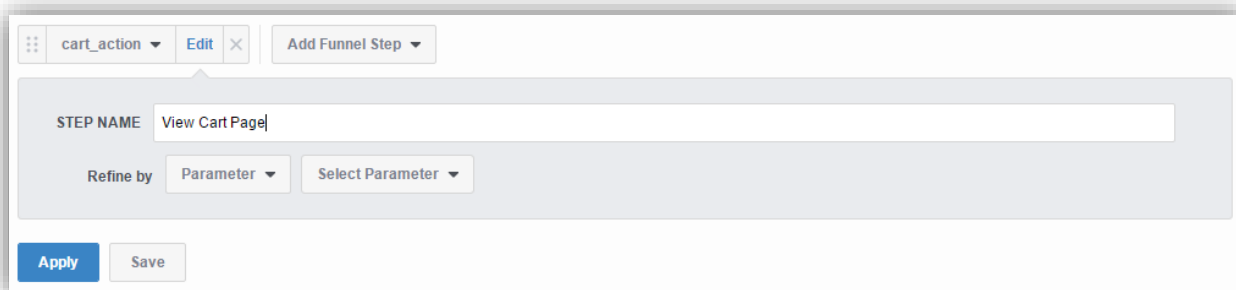 cart_action Edit Add Funnel Step
STEP NAME View Cart Page
Refine by Parameter Select Parameter
Apply Save